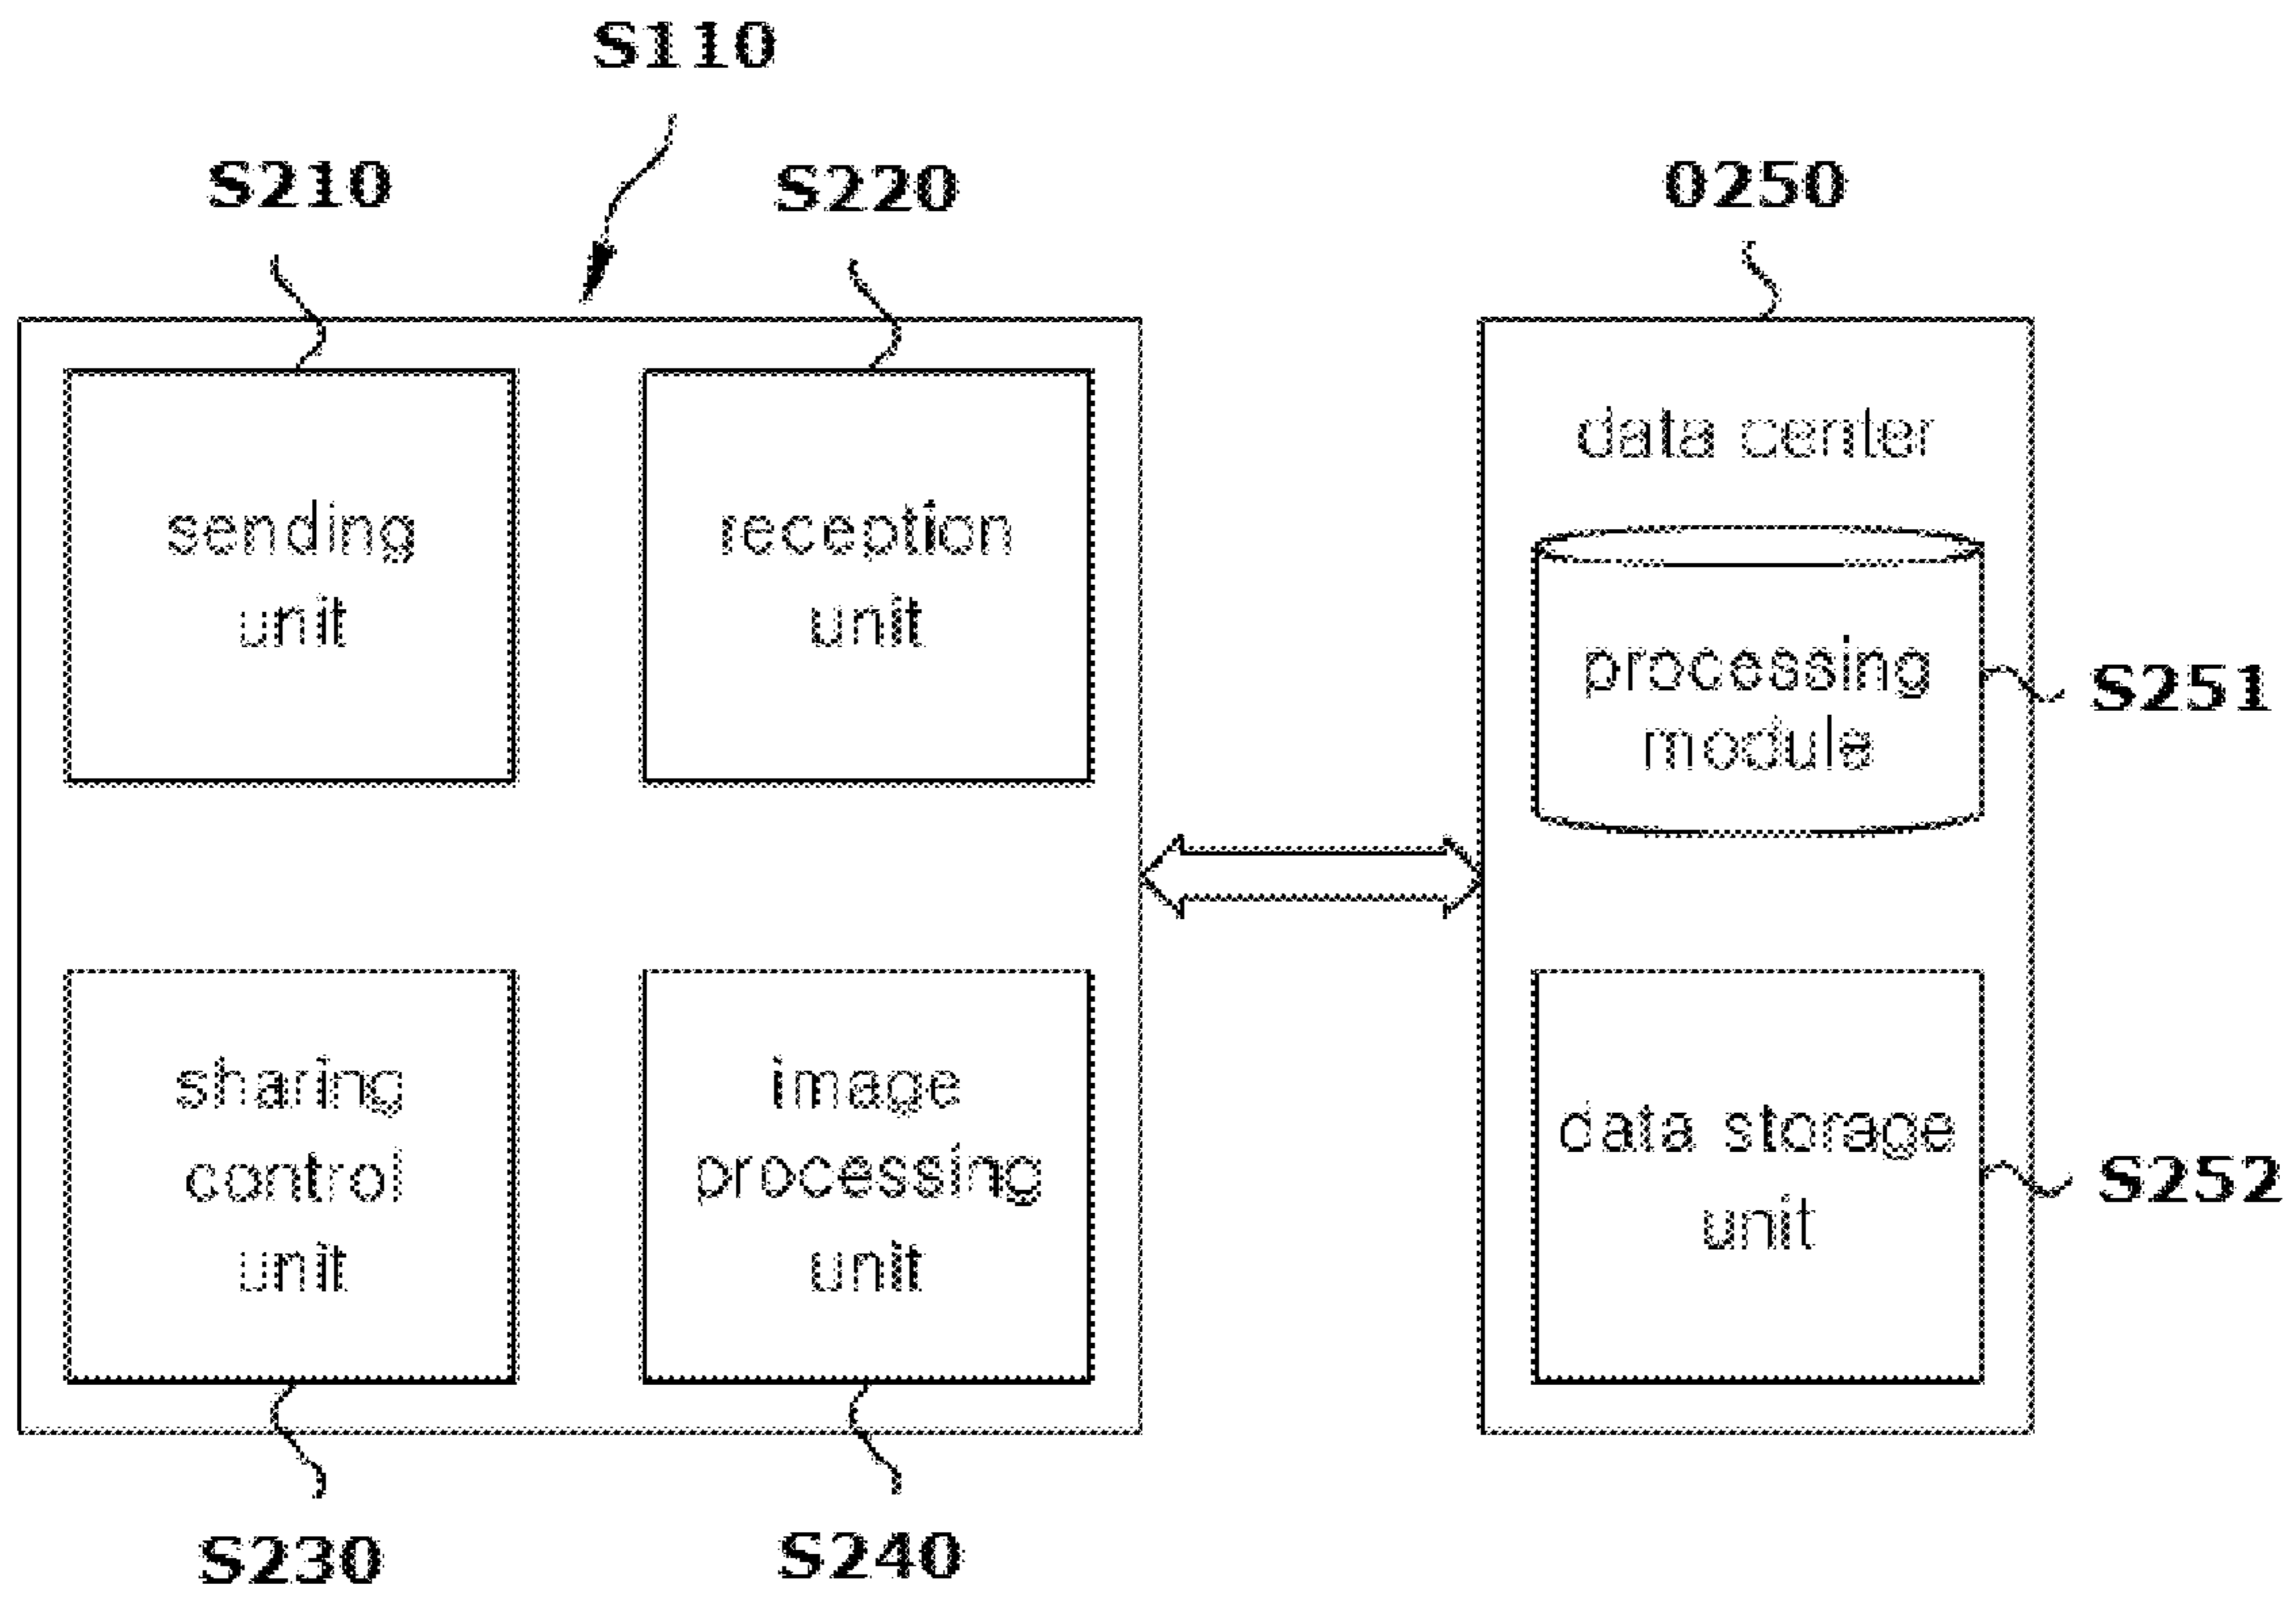 S110
S210
S220
0250
sending
unit
reception
unit
data center
processing
module
S251
sharing
control
unit
image
processing
unit
data storage
unit
S252
S230
S240